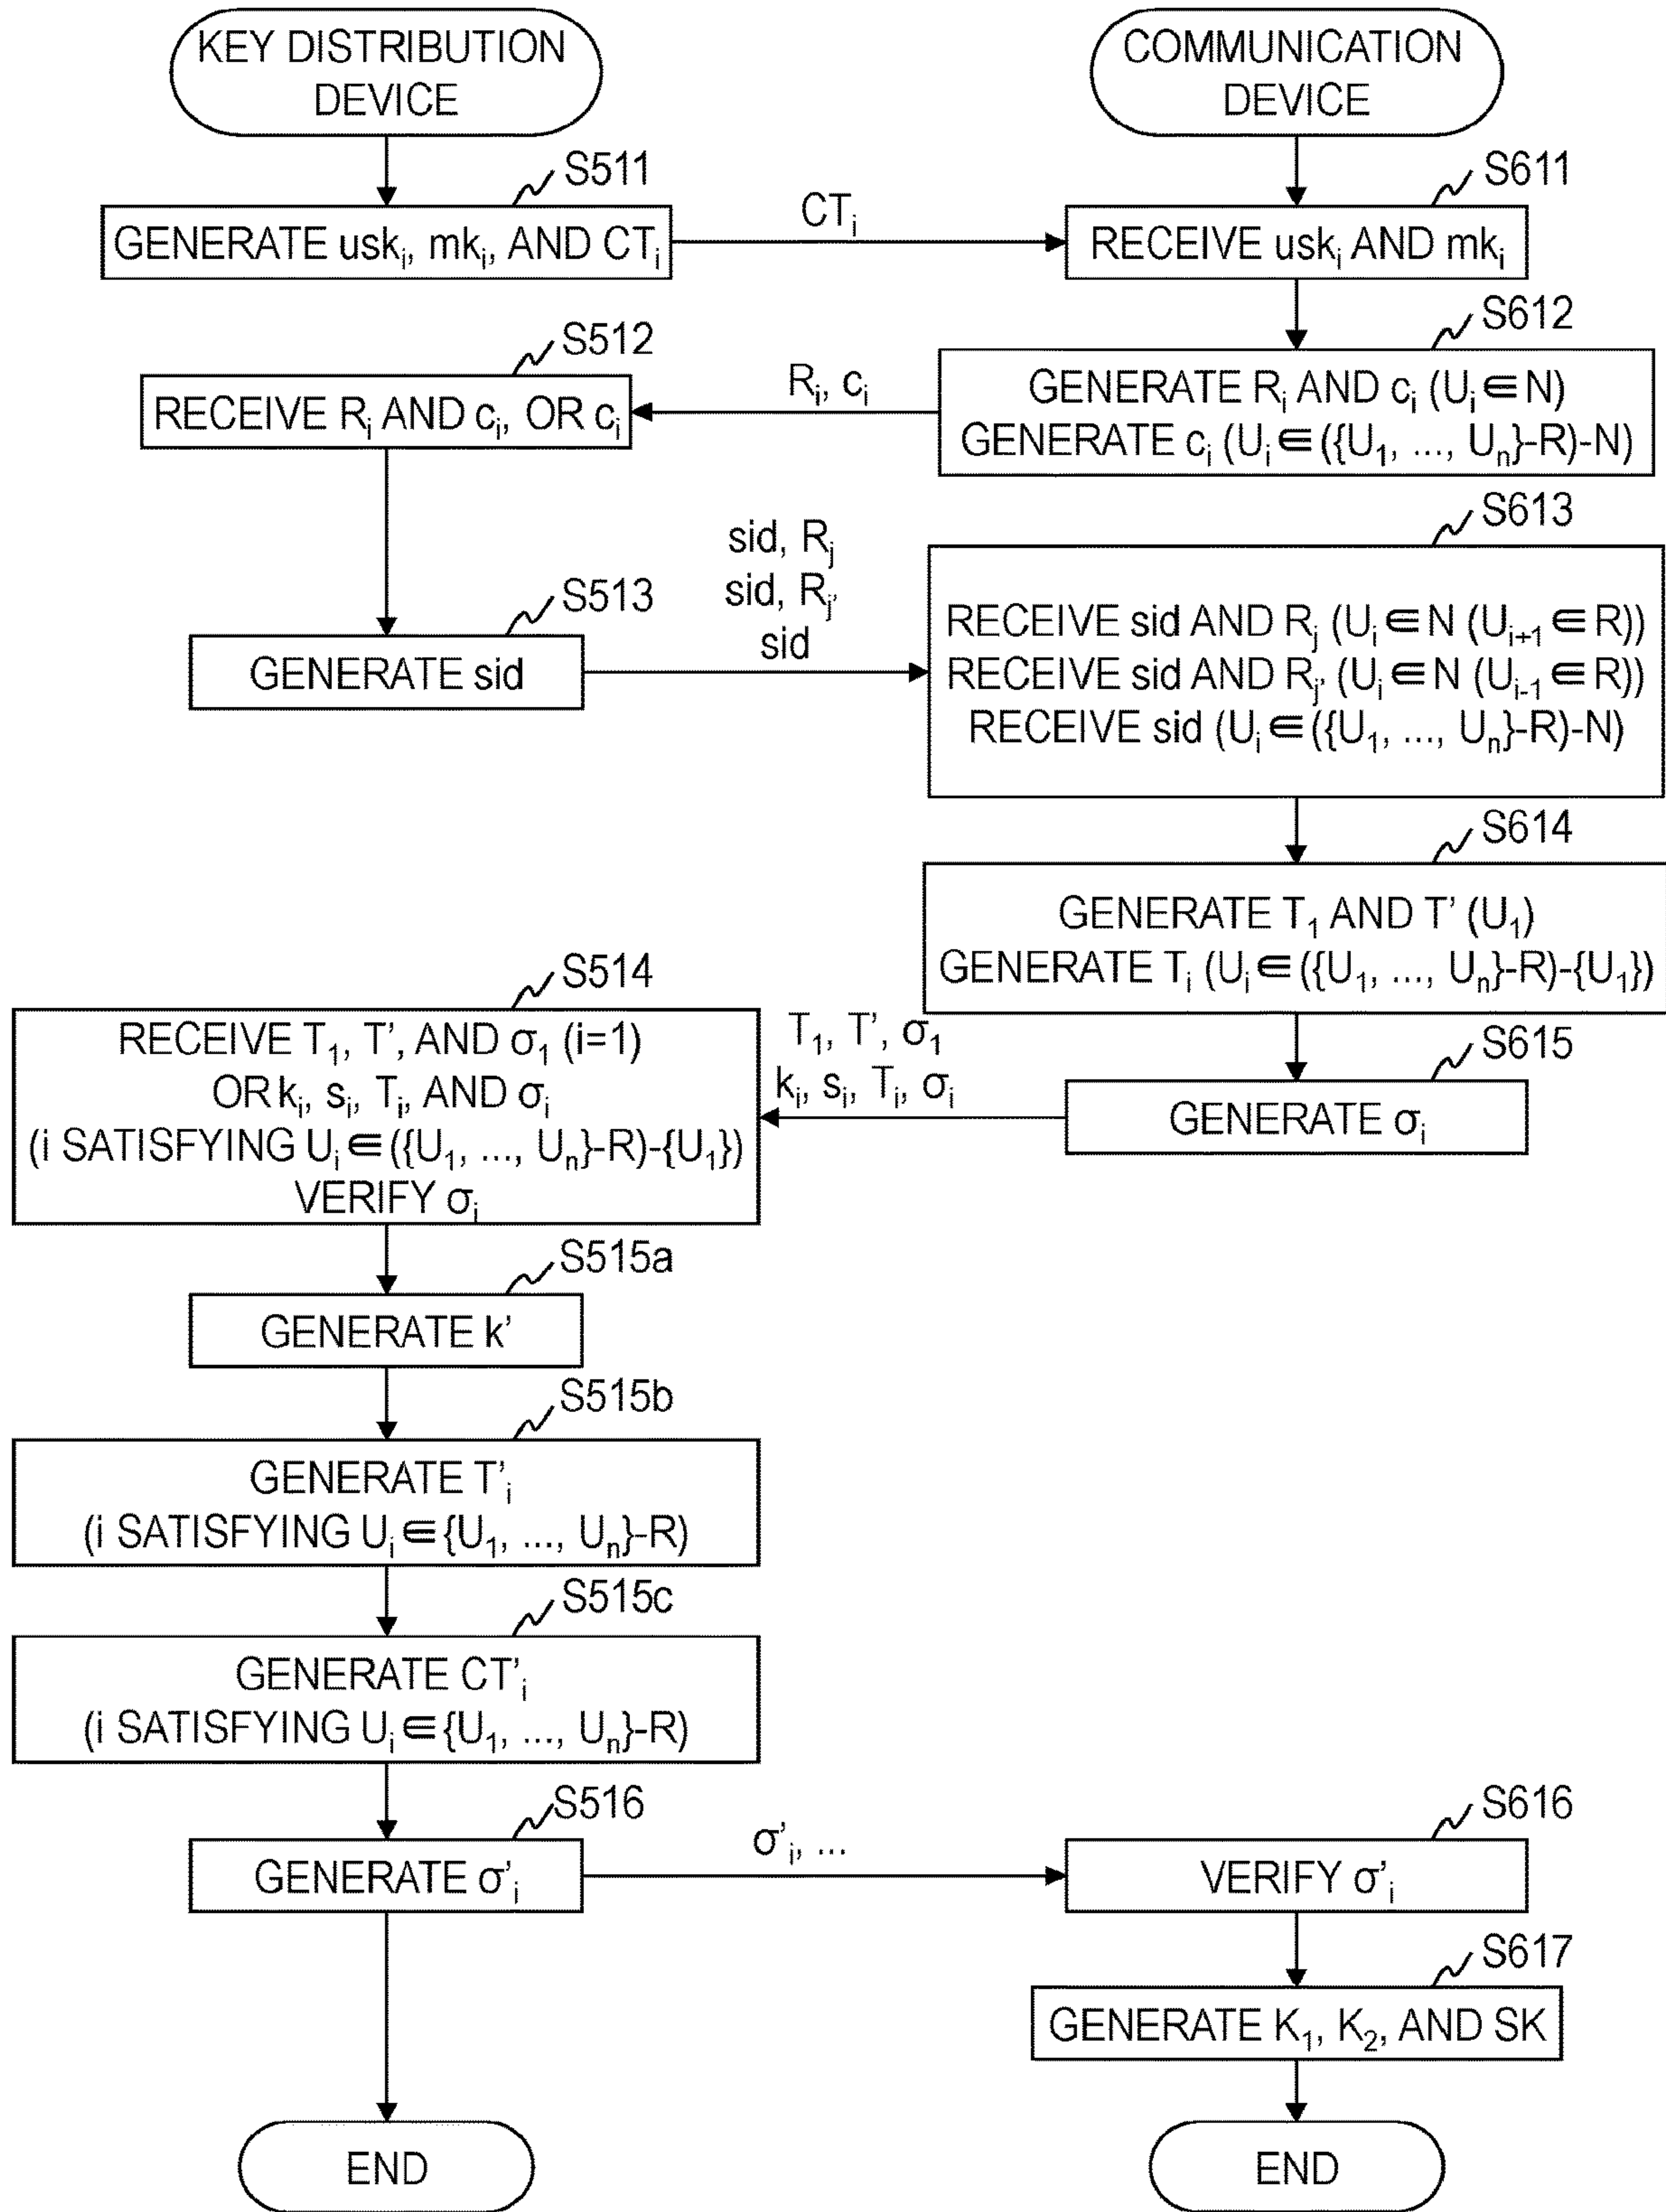 KEY DISTRIBUTION
DEVICE
COMMUNICATION
DEVICE
S511
GENERATE uskᵢ, mkᵢ, AND CTᵢ
CTᵢ
S611
RECEIVE uskᵢ AND mkᵢ
S612
GENERATE Rᵢ AND cᵢ (Uᵢ∈N)
GENERATE cᵢ (Uᵢ∈({U₁, ..., Uₙ}-R)-N)
Rᵢ, cᵢ
S512
RECEIVE Rᵢ AND cᵢ, OR cᵢ
S513
GENERATE sid
sid, Rⱼ
sid, Rⱼ'
sid
S613
RECEIVE sid AND Rⱼ (Uᵢ∈N (Uᵢ₊₁∈R))
RECEIVE sid AND Rⱼ' (Uᵢ∈N (Uᵢ₋₁∈R))
RECEIVE sid (Uᵢ∈({U₁, ..., Uₙ}-R)-N)
S614
GENERATE T₁ AND T' (U₁)
GENERATE Tᵢ (Uᵢ∈({U₁, ..., Uₙ}-R)-{U₁})
S615
GENERATE σᵢ
T₁, T', σ₁
kᵢ, sᵢ, Tᵢ, σᵢ
S514
RECEIVE T₁, T', AND σ₁ (i=1)
OR kᵢ, sᵢ, Tᵢ, AND σᵢ
(i SATISFYING Uᵢ∈({U₁, ..., Uₙ}-R)-{U₁})
VERIFY σᵢ
S515a
GENERATE k'
S515b
GENERATE T'ᵢ
(i SATISFYING Uᵢ∈{U₁, ..., Uₙ}-R)
S515c
GENERATE CT'ᵢ
(i SATISFYING Uᵢ∈{U₁, ..., Uₙ}-R)
S516
GENERATE σ'ᵢ
σ'ᵢ, ...
S616
VERIFY σ'ᵢ
S617
GENERATE K₁, K₂, AND SK
END
END